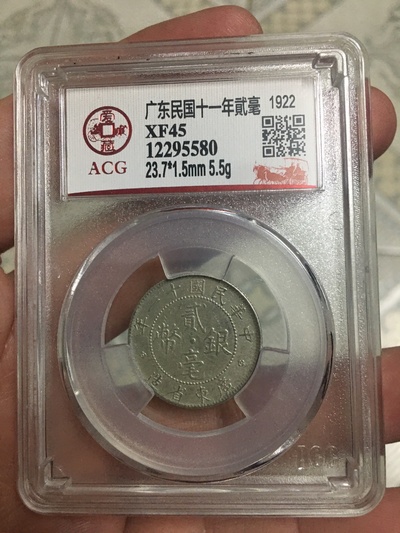 广东民国十一年贰毫 1922
XF45
12295580
23.7*1.5mm 5.5g
ACG
中華民國十一年
貳毫
銀幣
廣東省造